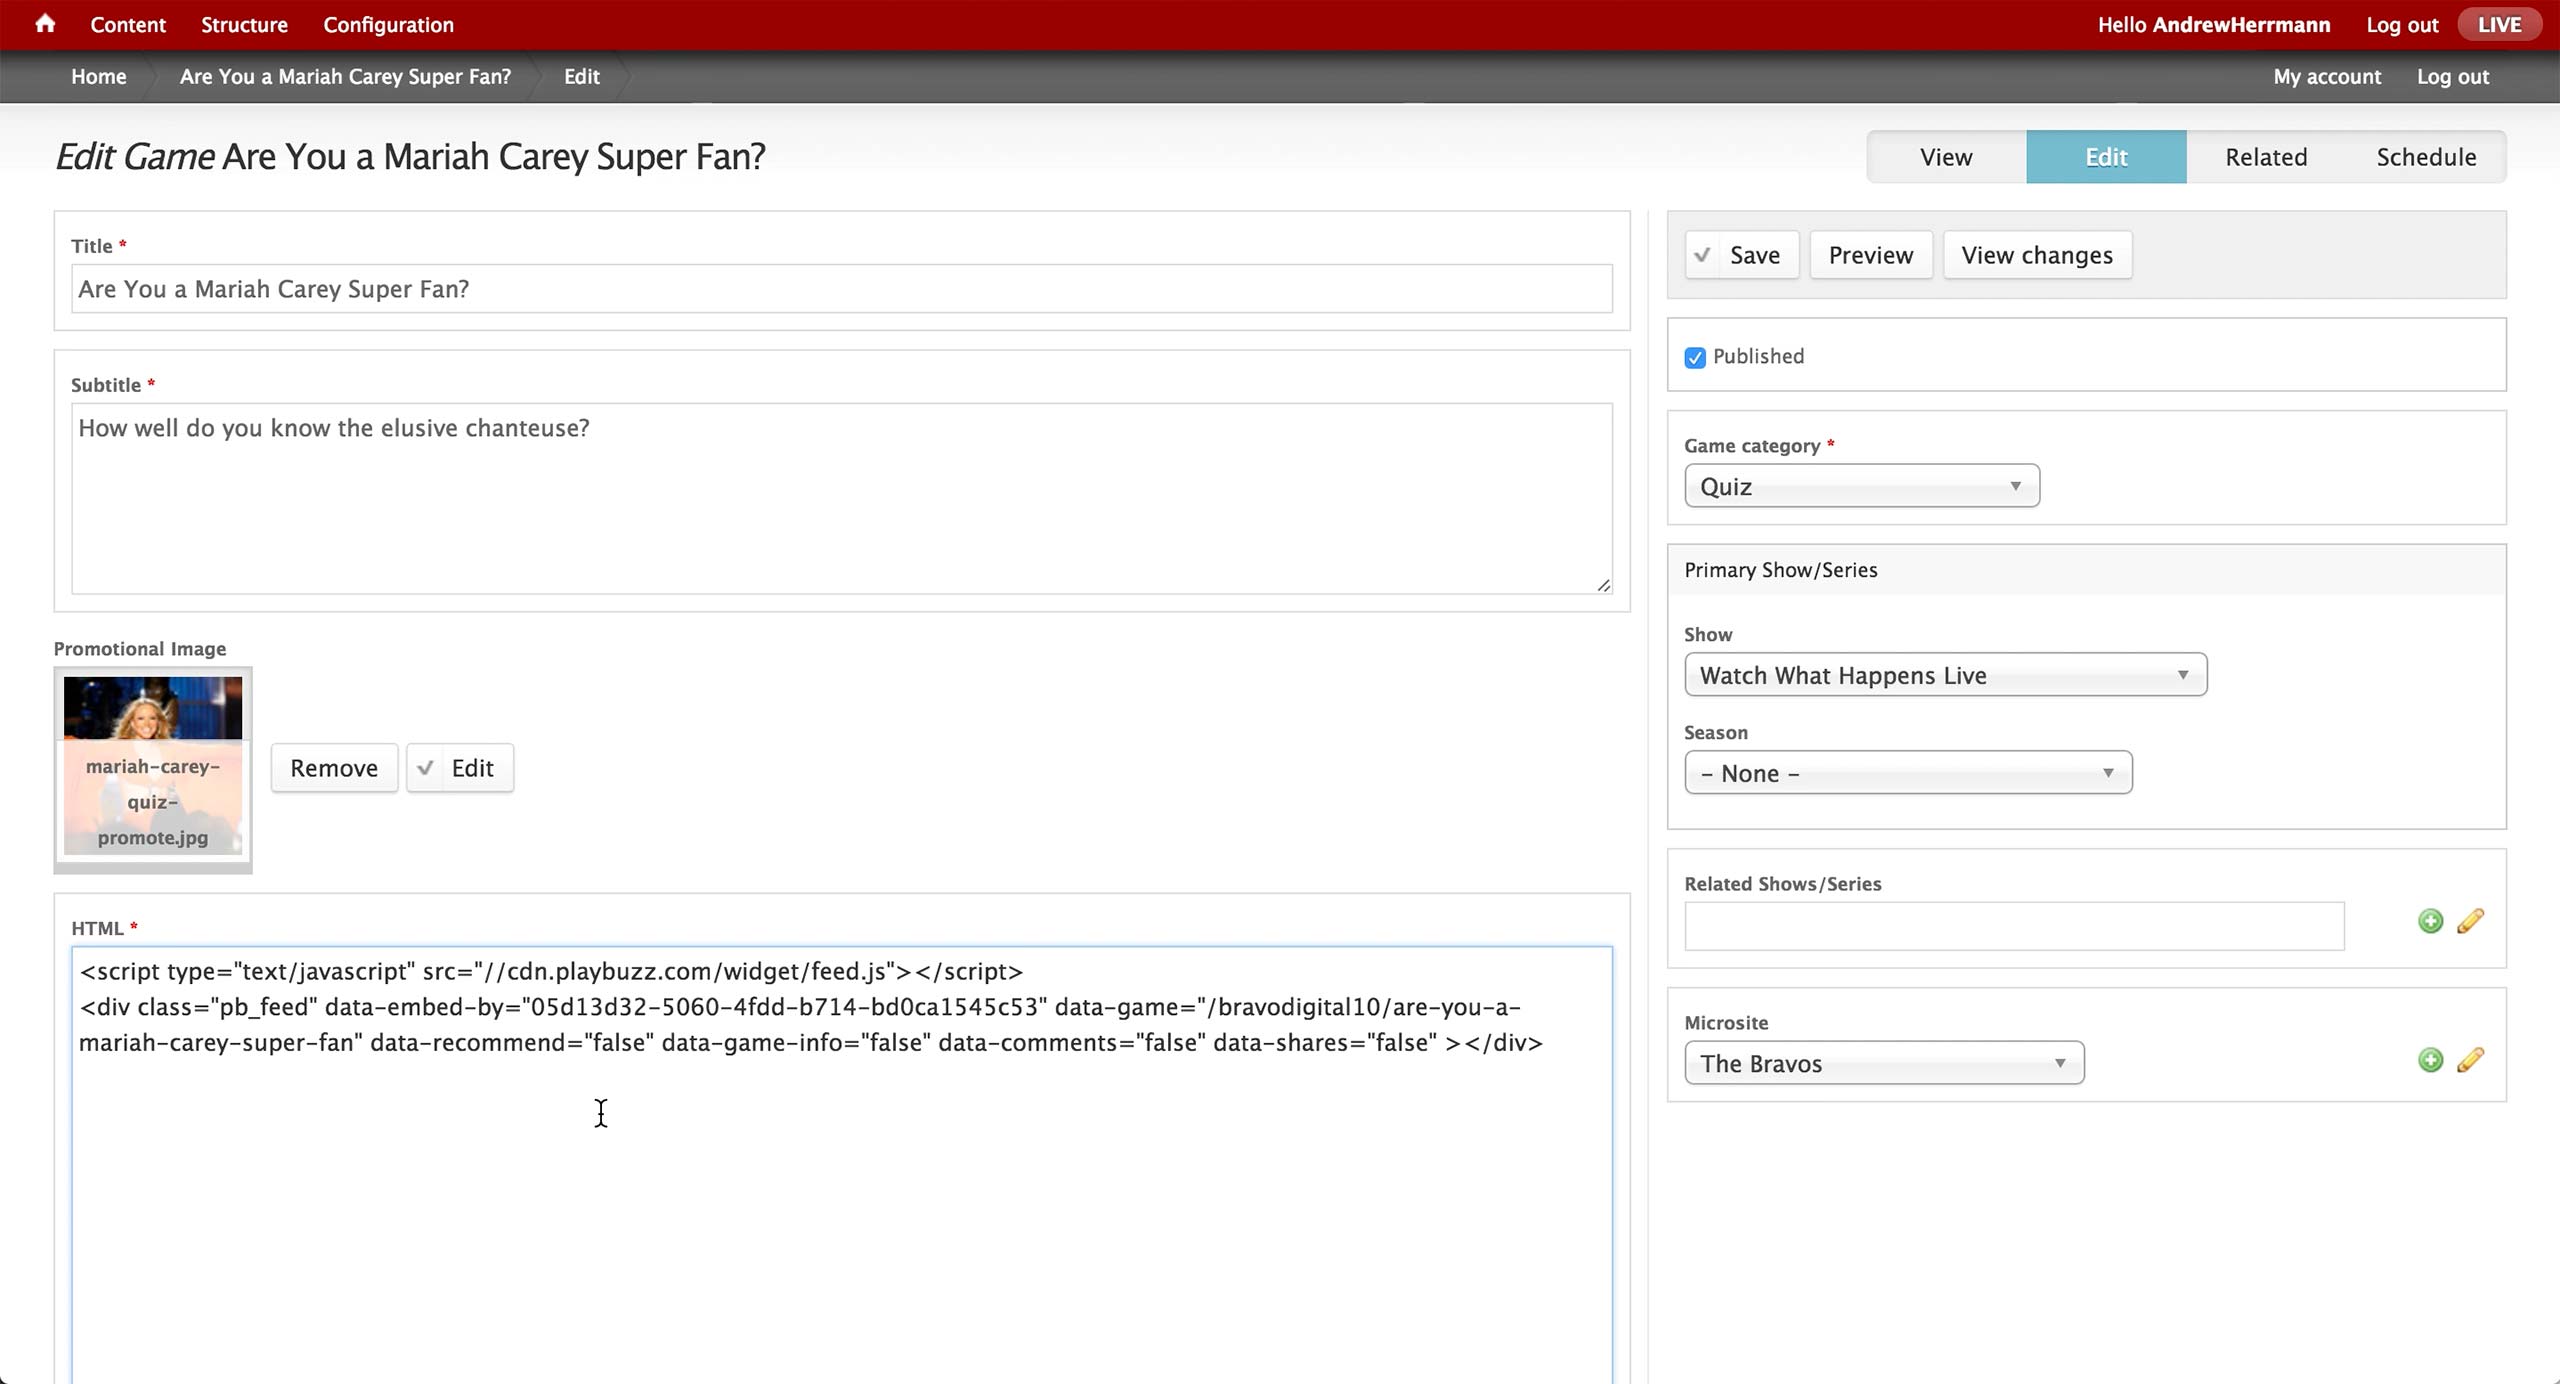 Content Structure Configuration Hello AndrewHerrmann Log out LIVE
Home Are You a Mariah Carey Super Fan? Edit My account Log out
Edit Game Are You a Mariah Carey Super Fan?
View Edit Related Schedule
Title *
Are You a Mariah Carey Super Fan?
Subtitle *
How well do you know the elusive chanteuse?
Promotional Image
mariah-carey-
quiz-
promote.jpg
Remove Edit
HTML *
<script type="text/javascript" src="//cdn.playbuzz.com/widget/feed.js"></script>
<div class="pb_feed" data-embed-by="05d13d32-5060-4fdd-b714-bd0ca1545c53" data-game="/bravodigital10/are-you-a-
mariah-carey-super-fan" data-recommend="false" data-game-info="false" data-comments="false" data-shares="false" ></div>
Save Preview View changes
Published
Game category *
Quiz
Primary Show/Series
Show
Watch What Happens Live
Season
- None -
Related Shows/Series
Microsite
The Bravos